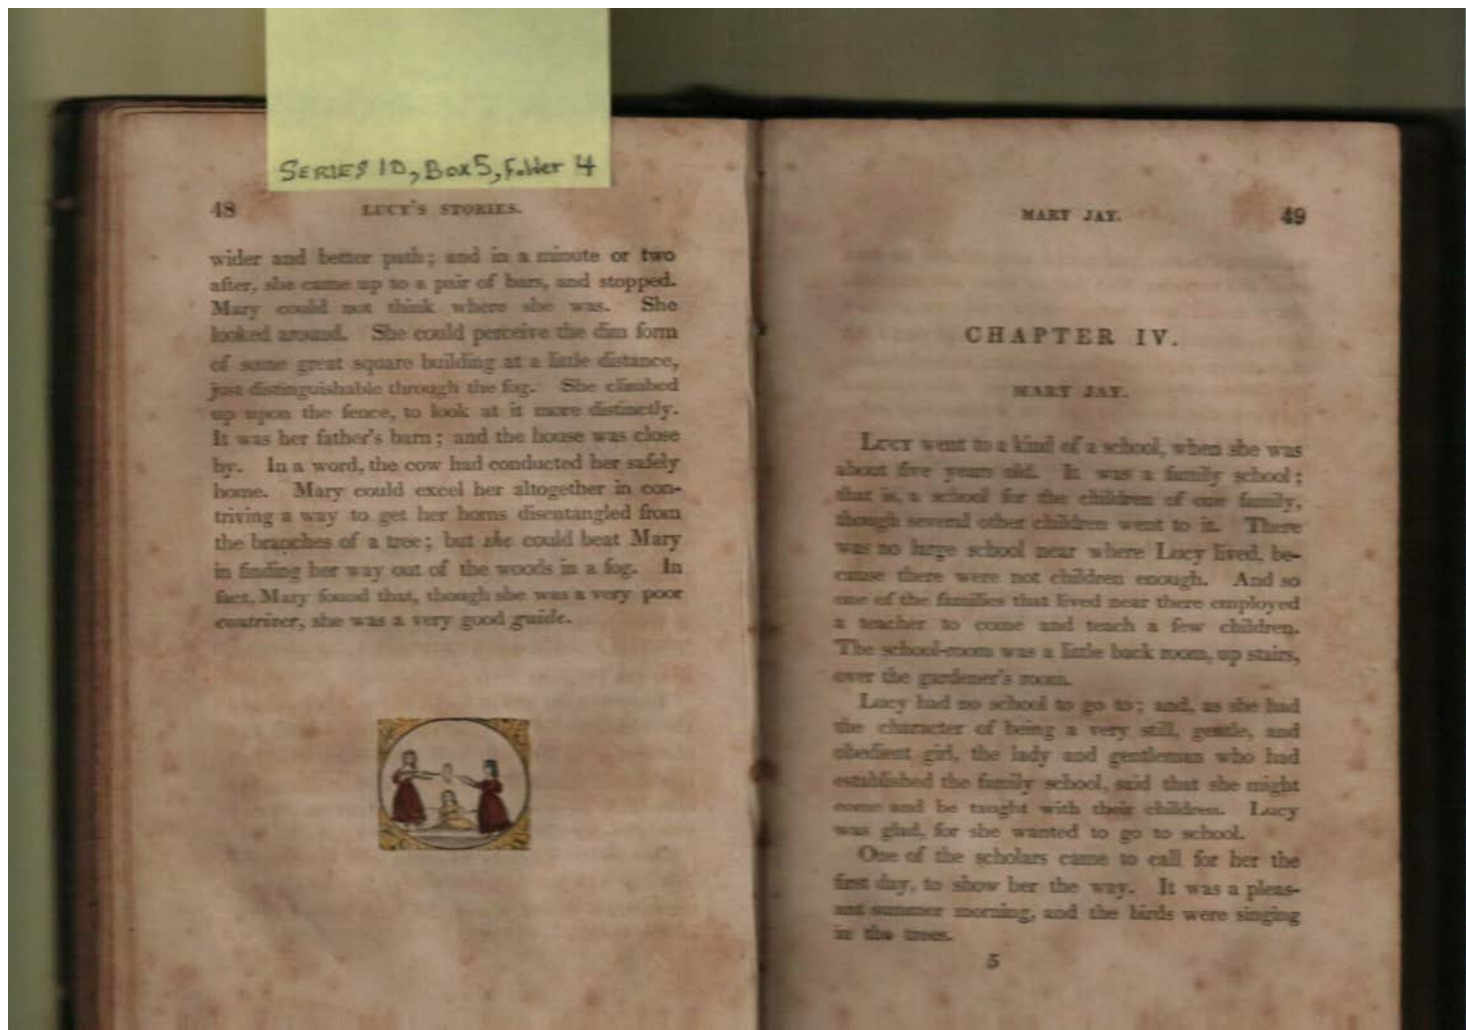 SERIES 1D, Box 5, Folder 4
48 LUCY'S STORIES.
wider and better path; and in a minute or two
after, she came up to a pair of bars, and stopped.
Mary could not think where she was. She
looked around. She could perceive the dim form
of some great square building at a little distance,
just distinguishable through the fog. She climbed
up upon the fence, to look at it more distinctly.
It was her father's barn; and the house was close
by. In a word, the cow had conducted her safely
home. Mary could excel her altogether in con-
triving a way to get her horns disentangled from
the branches of a tree; but she could beat Mary
in finding her way out of the woods in a fog. In
fact, Mary found that, though she was a very poor
contriver, she was a very good guide.
MARY JAY. 49
CHAPTER IV.
MARY JAY.
LUCY went to a kind of a school, when she was
about five years old. It was a family school;
that is, a school for the children of one family,
though several other children went to it. There
was no large school near where Lucy lived, be-
cause there were not children enough. And so
one of the families that lived near there employed
a teacher to come and teach a few children.
The school-room was a little back room, up stairs,
over the gardener's room.
Lucy had no school to go to; and, as she had
the character of being a very still, gentle, and
obedient girl, the lady and gentleman who had
established the family school, said that she might
come and be taught with their children. Lucy
was glad, for she wanted to go to school.
One of the scholars came to call for her the
first day, to show her the way. It was a pleas-
ant summer morning, and the birds were singing
in the trees.
5